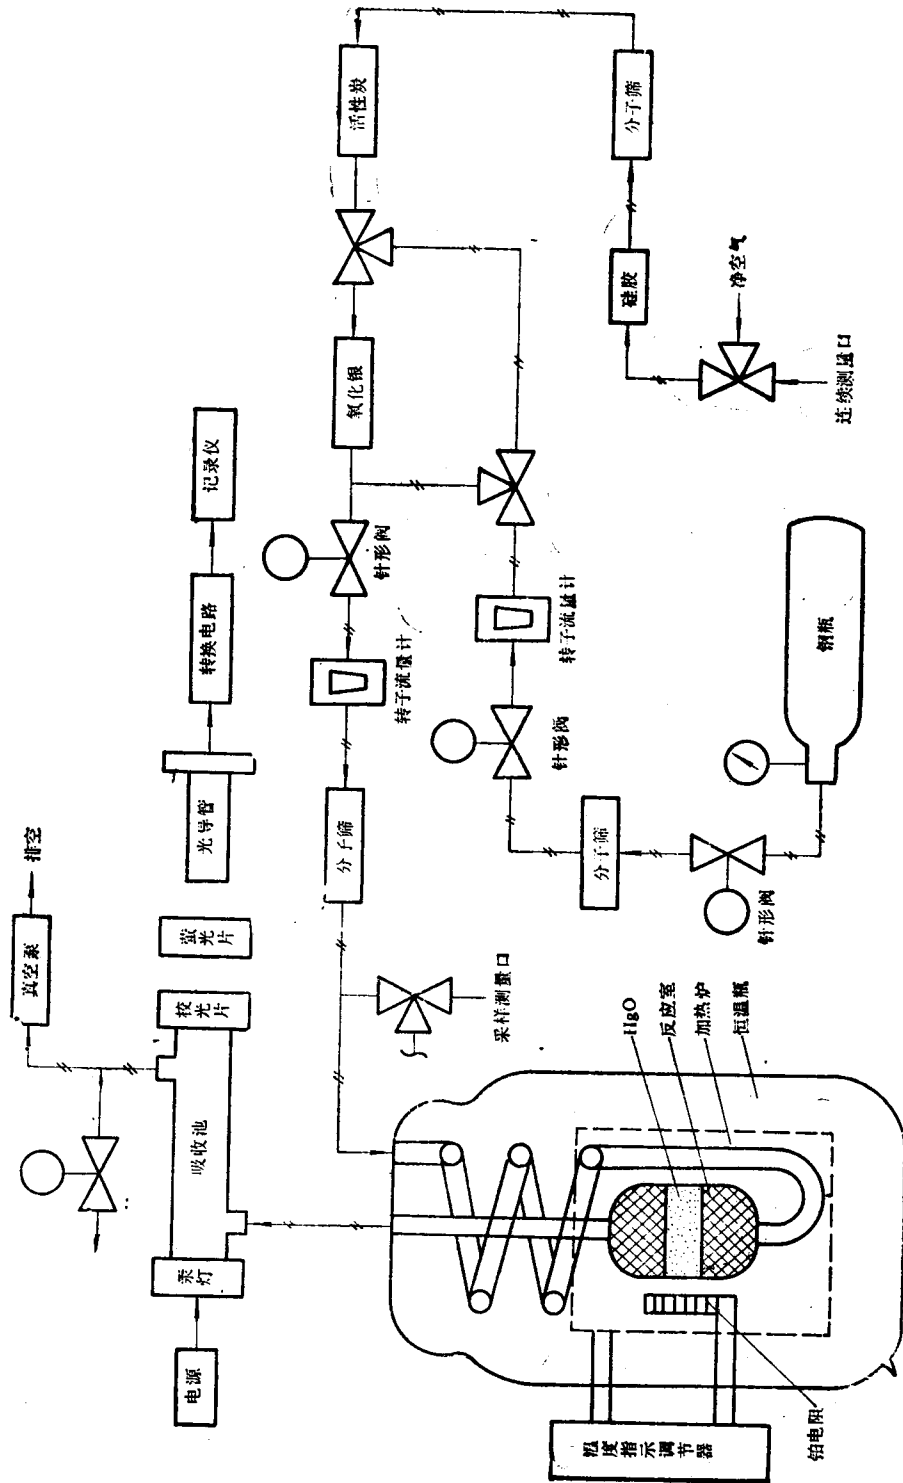 电源
汞灯
吸收池
校光片
萤光片
光导管
转换电路
记录仪
真空泵
排空
活性炭
氧化银
针形阀
转子流量计
分子筛
采样测量口
分子筛
硅胶
净空气
连续测量口
转子流量计
针形阀
分子筛
针形阀
钢瓶
HgO
反应室
加热炉
恒温瓶
铂电阻
温度指示调节器